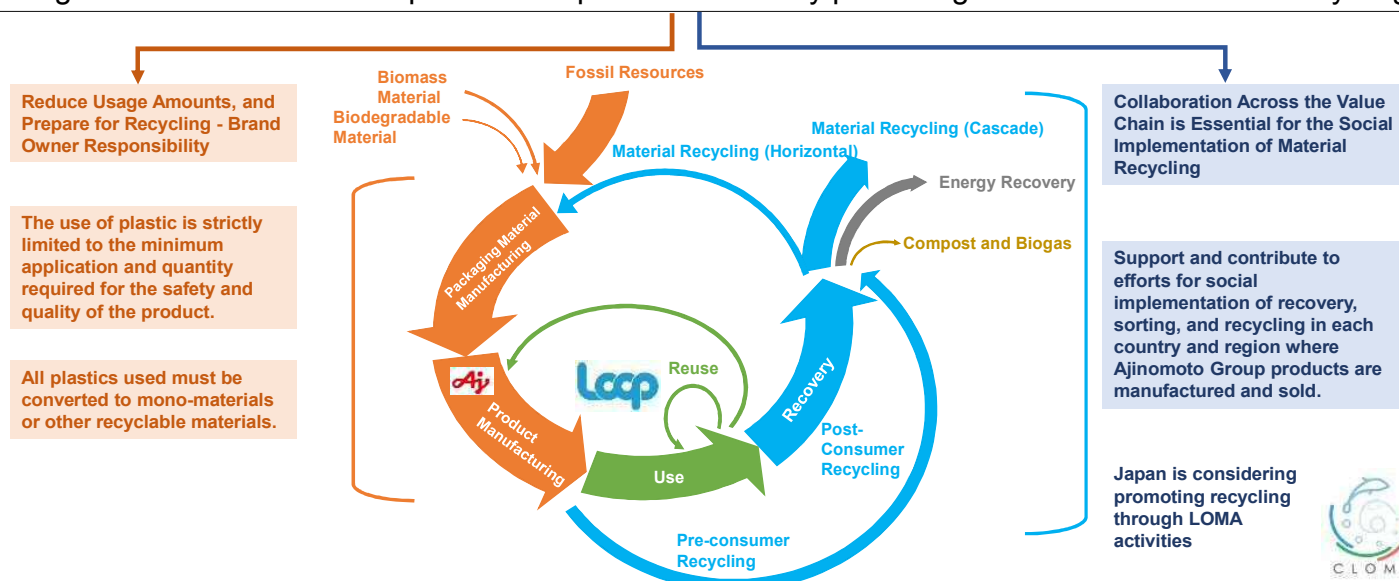 Reduce Usage Amounts, and
Prepare for Recycling - Brand
Owner Responsibility
The use of plastic is strictly
limited to the minimum
application and quantity
required for the safety and
quality of the product.
All plastics used must be
converted to mono-materials
or other recyclable materials.
Biomass
Material
Biodegradable
Material
Fossil Resources
Material Recycling (Horizontal)
Material Recycling (Cascade)
Energy Recovery
Compost and Biogas
Packaging Material
Manufacturing
Aj
Product
Manufacturing
Loop
Reuse
Use
Recovery
Post-
Consumer
Recycling
Pre-consumer
Recycling
Collaboration Across the Value
Chain is Essential for the Social
Implementation of Material
Recycling
Support and contribute to
efforts for social
implementation of recovery,
sorting, and recycling in each
country and region where
Ajinomoto Group products are
manufactured and sold.
Japan is considering
promoting recycling
through LOMA
activities
CLOM